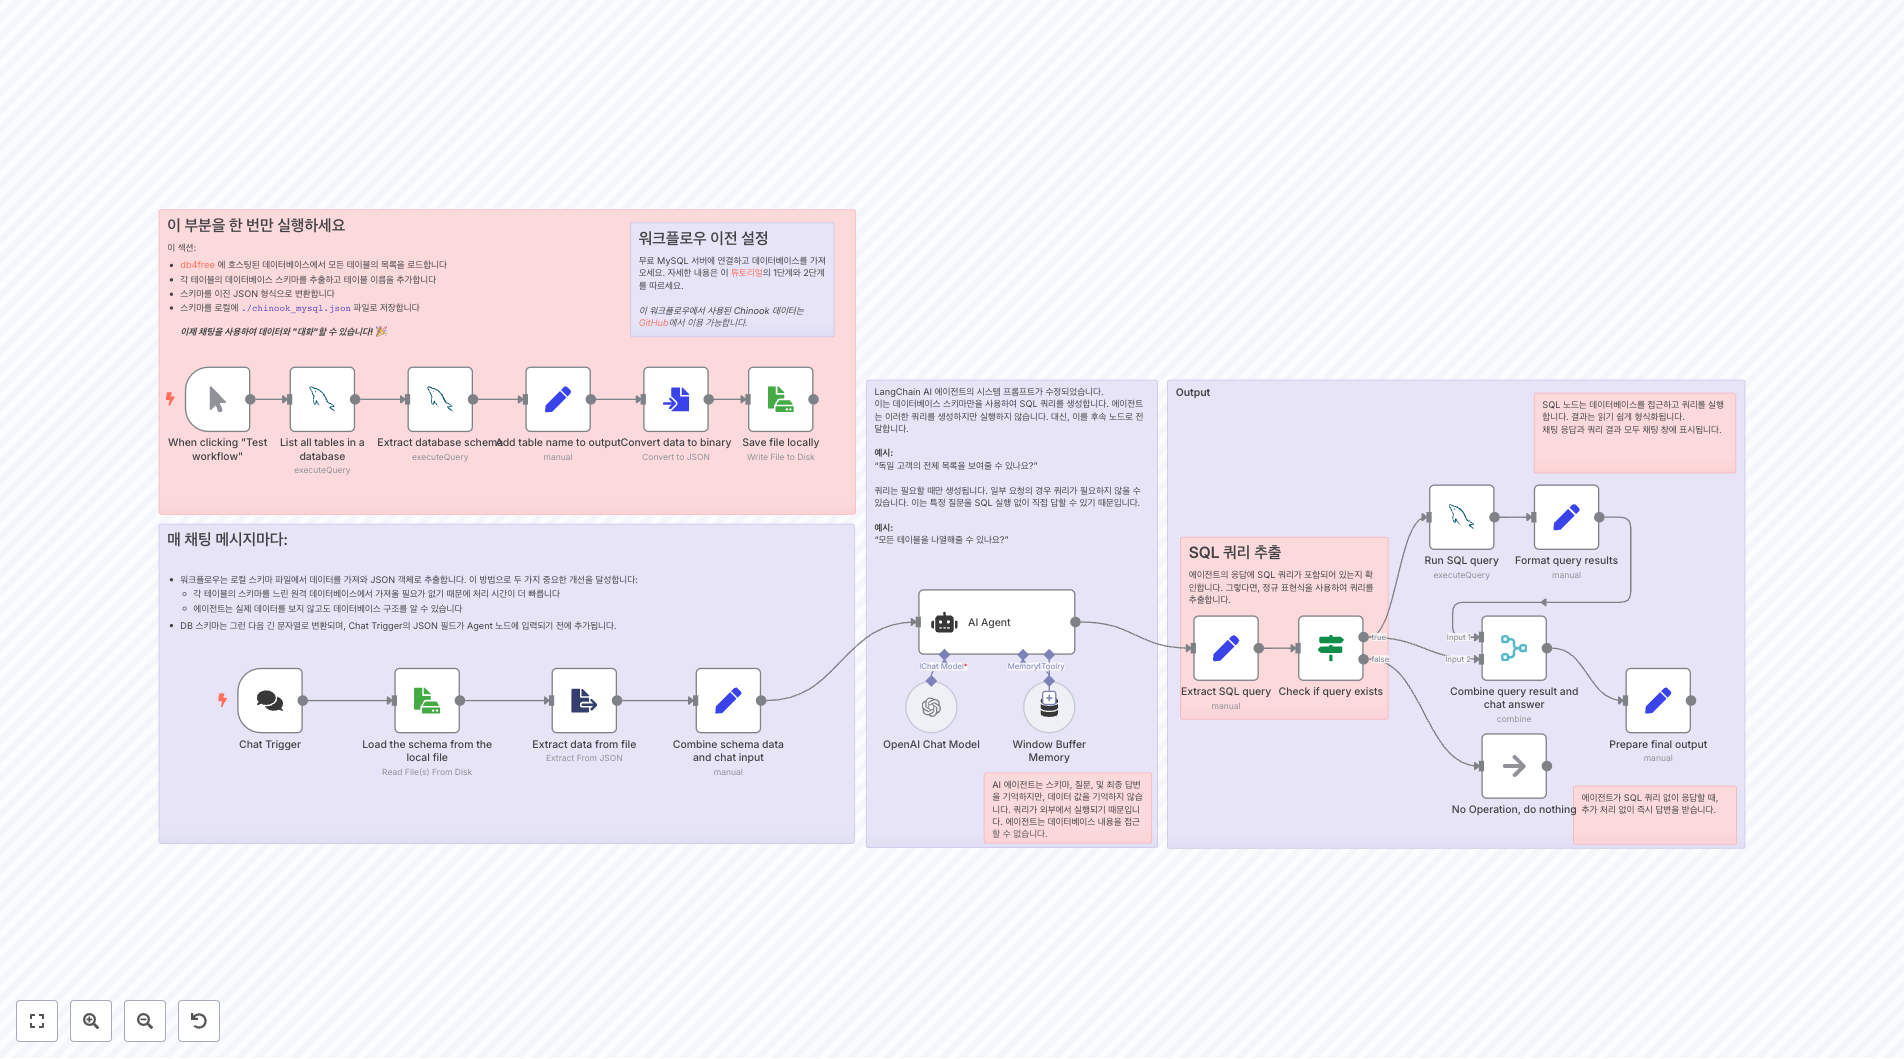 이 부분을 한 번만 실행하세요
이 섹션:
db4free 에 호스팅된 데이터베이스에서 모든 테이블의 목록을 로드합니다
각 테이블의 데이터베이스 스키마를 추출하고 테이블 이름을 추가합니다
스키마를 이진 JSON 형식으로 변환합니다
스키마를 로컬에 ./chinook_mysql.json 파일로 저장합니다
이제 채팅을 사용하여 데이터와 "대화"할 수 있습니다! 🎉
워크플로우 이전 설정
무료 MySQL 서버에 연결하고 데이터베이스를 가져
오세요. 자세한 내용은 이 튜토리얼의 1단계와 2단계
를 따르세요.
이 워크플로우에서 사용된 Chinook 데이터는
GitHub에서 이용 가능합니다.
When clicking "Test
workflow"
List all tables in a
database
executeQuery
Extract database schema
executeQuery
Add table name to output
manual
Convert data to binary
Convert to JSON
Save file locally
Write File to Disk
매 채팅 메시지마다:
워크플로우는 로컬 스키마 파일에서 데이터를 가져와 JSON 객체로 추출합니다. 이 방법으로 두 가지 중요한 개선을 달성합니다:
각 테이블의 스키마를 느린 원격 데이터베이스에서 가져올 필요가 없기 때문에 처리 시간이 더 빠릅니다
에이전트는 실제 데이터를 보지 않고도 데이터베이스 구조를 알 수 있습니다
DB 스키마는 그런 다음 긴 문자열로 변환되며, Chat Trigger의 JSON 필드가 Agent 노드에 입력되기 전에 추가됩니다.
Chat Trigger
Load the schema from the
local file
Read File(s) From Disk
Extract data from file
Extract From JSON
Combine schema data
and chat input
manual
LangChain AI 에이전트의 시스템 프롬프트가 수정되었습니다.
이는 데이터베이스 스키마만을 사용하여 SQL 쿼리를 생성합니다. 에이전트
는 이러한 쿼리를 생성하지만 실행하지 않습니다. 대신, 이를 후속 노드로 전
달합니다.
예시:
"독일 고객의 전체 목록을 보여줄 수 있나요?"
쿼리는 필요할 때만 생성됩니다. 일부 요청의 경우 쿼리가 필요하지 않을 수
있습니다. 이는 특정 질문을 SQL 실행 없이 직접 답할 수 있기 때문입니다.
예시:
"모든 테이블을 나열해줄 수 있나요?"
AI Agent
Chat Model*
Memory
OpenAI Chat Model
Window Buffer
Memory
AI 에이전트는 스키마, 질문, 및 최종 답변
을 기억하지만, 데이터 값을 기억하지 않습
니다. 쿼리가 외부에서 실행되기 때문입니
다. 에이전트는 데이터베이스 내용을 접근
할 수 없습니다.
Output
SQL 노드는 데이터베이스를 접근하고 쿼리를 실행
합니다. 결과는 읽기 쉽게 형식화됩니다.
채팅 응답과 쿼리 결과 모두 채팅 창에 표시됩니다.
SQL 쿼리 추출
에이전트의 응답에 SQL 쿼리가 포함되어 있는지 확
인합니다. 그렇다면, 정규 표현식을 사용하여 쿼리를
추출합니다.
Extract SQL query
manual
Check if query exists
true
false
Run SQL query
executeQuery
Format query results
manual
Input 1
Input 2
Combine query result and
chat answer
combine
Prepare final output
manual
No Operation, do nothing
에이전트가 SQL 쿼리 없이 응답할 때,
추가 처리 없이 즉시 답변을 받습니다.